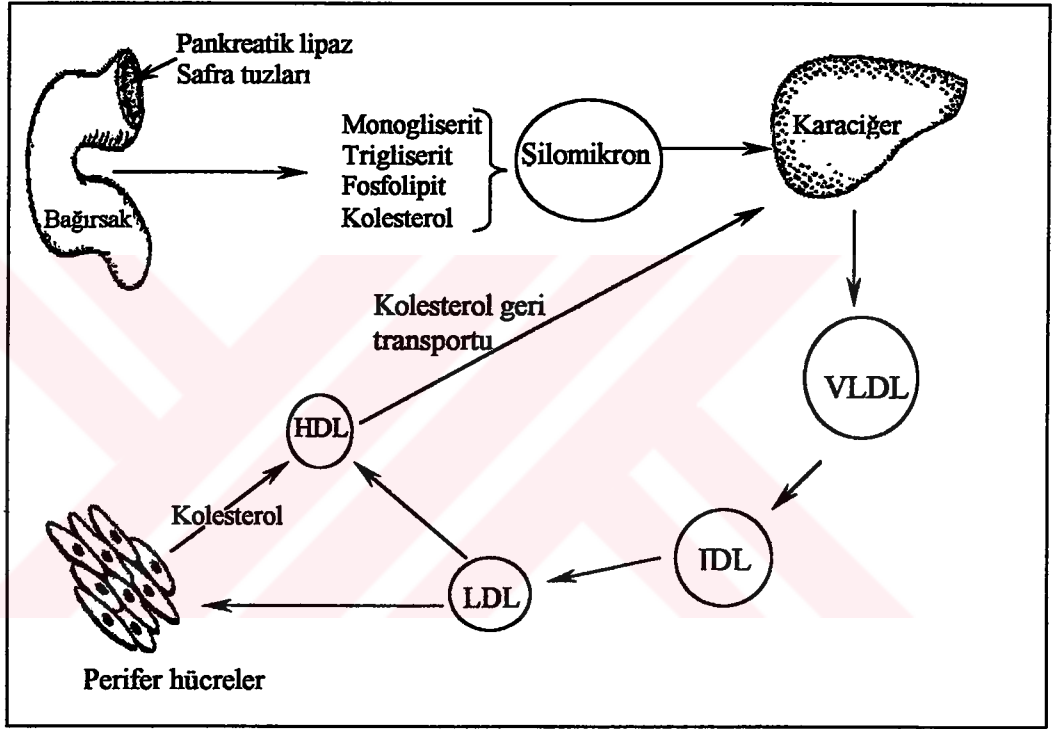 Pankreatik lipaz
Safra tuzları
Bağırsak
Monogliserit
Trigliserit
Fosfolipit
Kolesterol
Şilomikron
Karaciğer
Kolesterol geri
transportu
VLDL
HDL
Kolesterol
IDL
LDL
Perifer hücreler